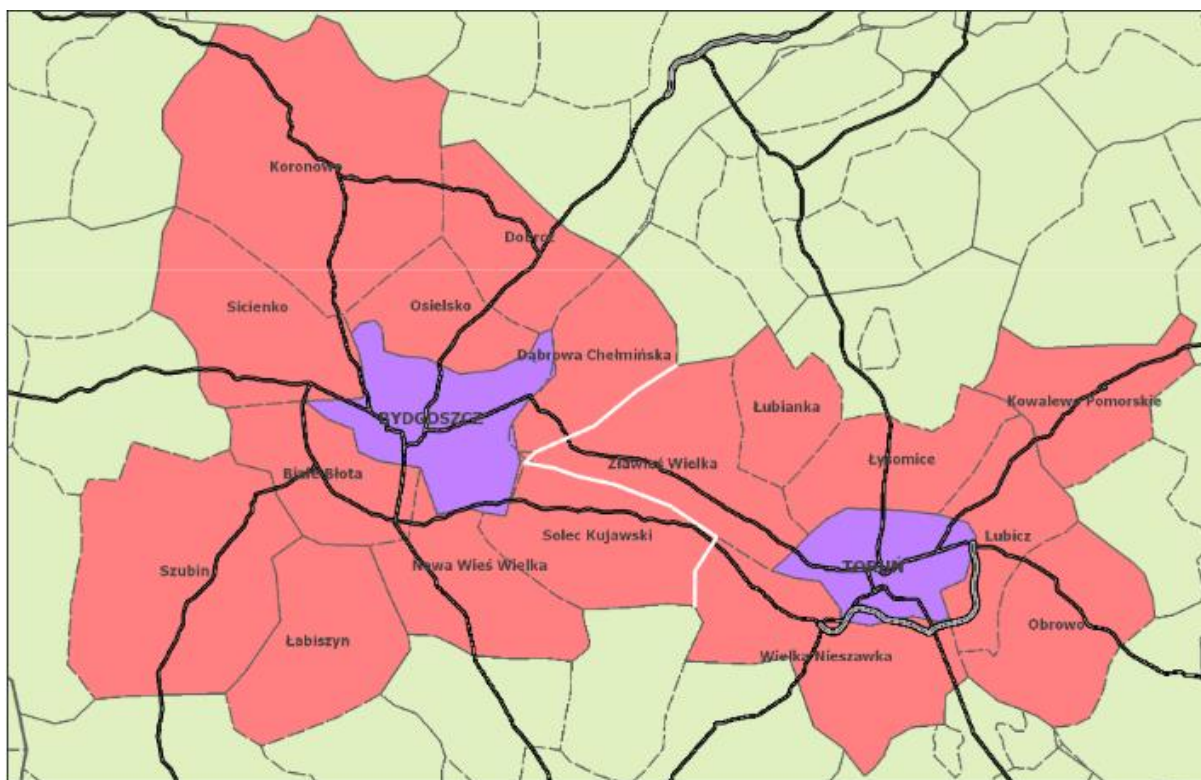 Koronowo
Dobrcz
Sicienko
Osielsko
Dąbrowa Chełmińska
Łubianka
Kowalewo Pomorskie
BYDGOSZCZ
Zławieś Wielka
Łysomice
Białe Błota
Solec Kujawski
Lubicz
Szubin
Nowa Wieś Wielka
TORUŃ
Obrowo
Łabiszyn
Wielka Nieszawka